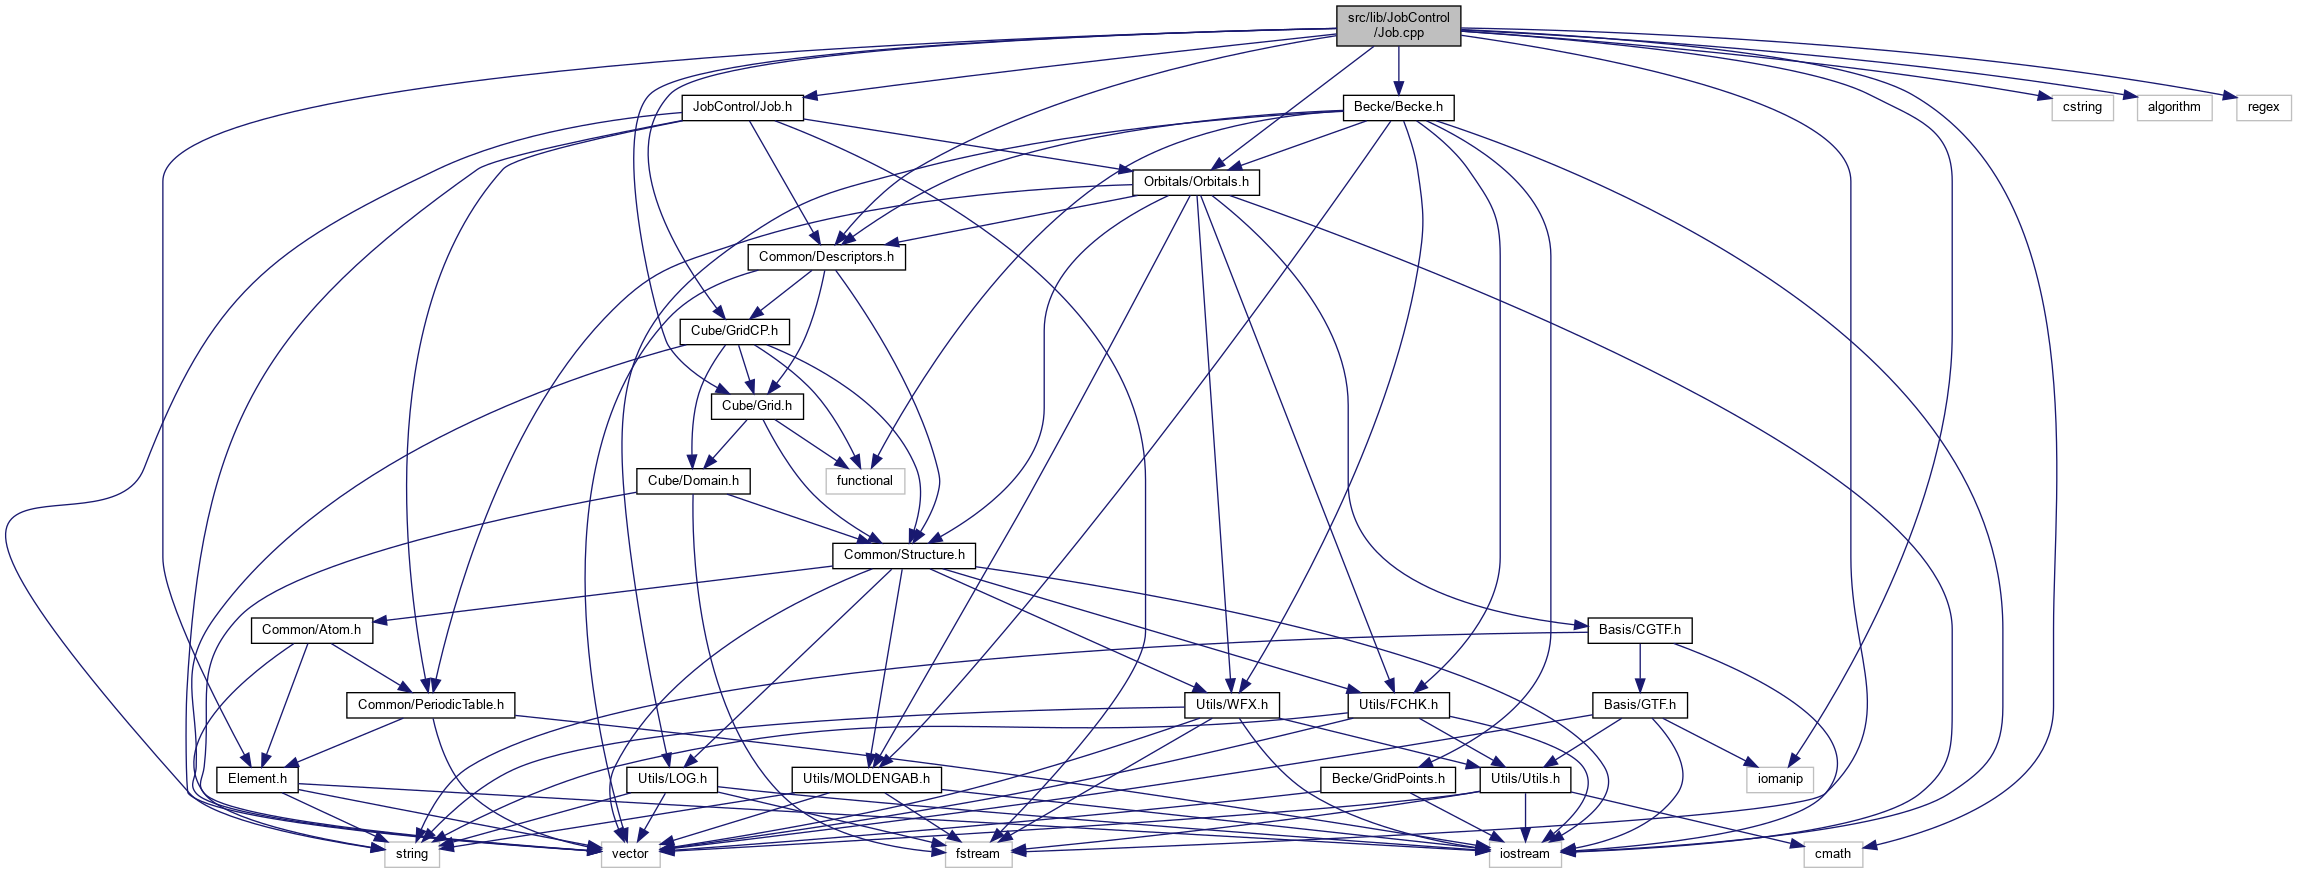 src/lib/JobControl
/Job.cpp
JobControl/Job.h
Becke/Becke.h
cstring
algorithm
regex
Orbitals/Orbitals.h
Common/Descriptors.h
Cube/GridCP.h
Cube/Grid.h
Cube/Domain.h
functional
Common/Structure.h
Common/Atom.h
Basis/CGTF.h
Common/PeriodicTable.h
Utils/WFX.h
Utils/FCHK.h
Basis/GTF.h
Element.h
Utils/LOG.h
Utils/MOLDENGAB.h
Becke/GridPoints.h
Utils/Utils.h
iomanip
string
vector
fstream
iostream
cmath